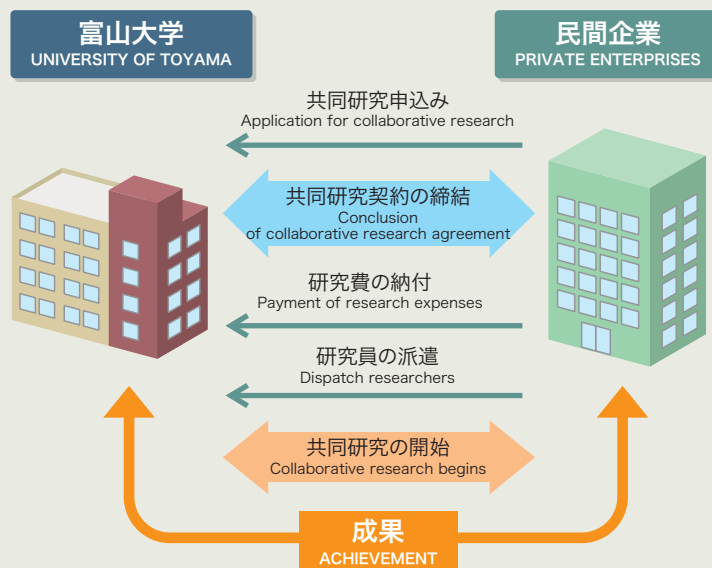 富山大学
UNIVERSITY OF TOYAMA
民間企業
PRIVATE ENTERPRISES
共同研究申込み
Application for collaborative research
共同研究契約の締結
Conclusion
of collaborative research agreement
研究費の納付
Payment of research expenses
研究員の派遣
Dispatch researchers
共同研究の開始
Collaborative research begins
成果
ACHIEVEMENT